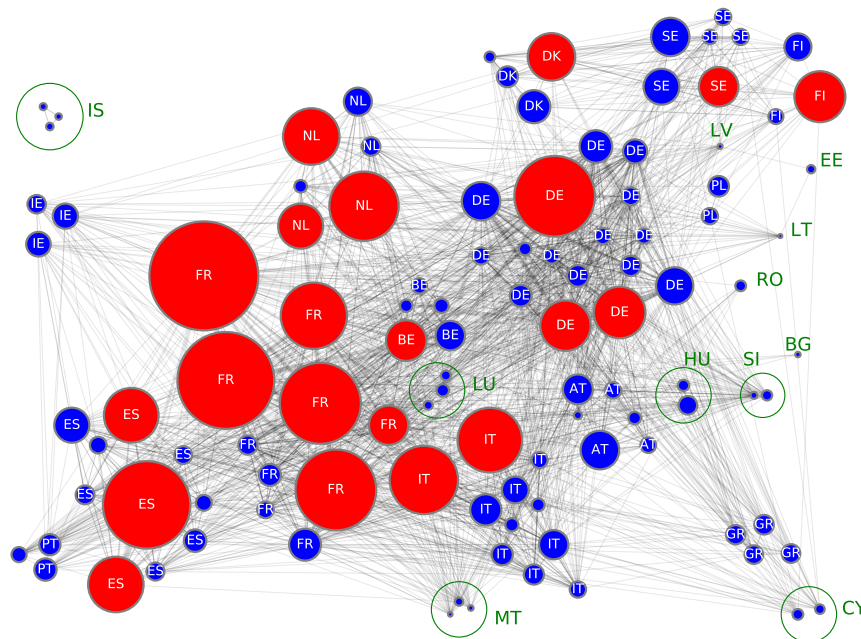 SE
SE
SE
SE
FI
DK
DK
DK
SE
SE
FI
FI
IS
NL
NL
NL
LV
DE
DE
EE
PL
PL
DE
DE
DE
NL
NL
IE
IE
IE
LT
DE
DE
DE
DE
DE
DE
FR
DE
DE
RO
BE
FR
DE
DE
BE
BE
BG
HU
SI
FR
LU
AT
AT
FR
ES
ES
FR
IT
FR
ES
AT
AT
IT
FR
IT
FR
ES
ES
IT
IT
FR
GR
GR
PT
ES
FR
IT
IT
GR
GR
PT
ES
ES
IT
IT
MT
CY